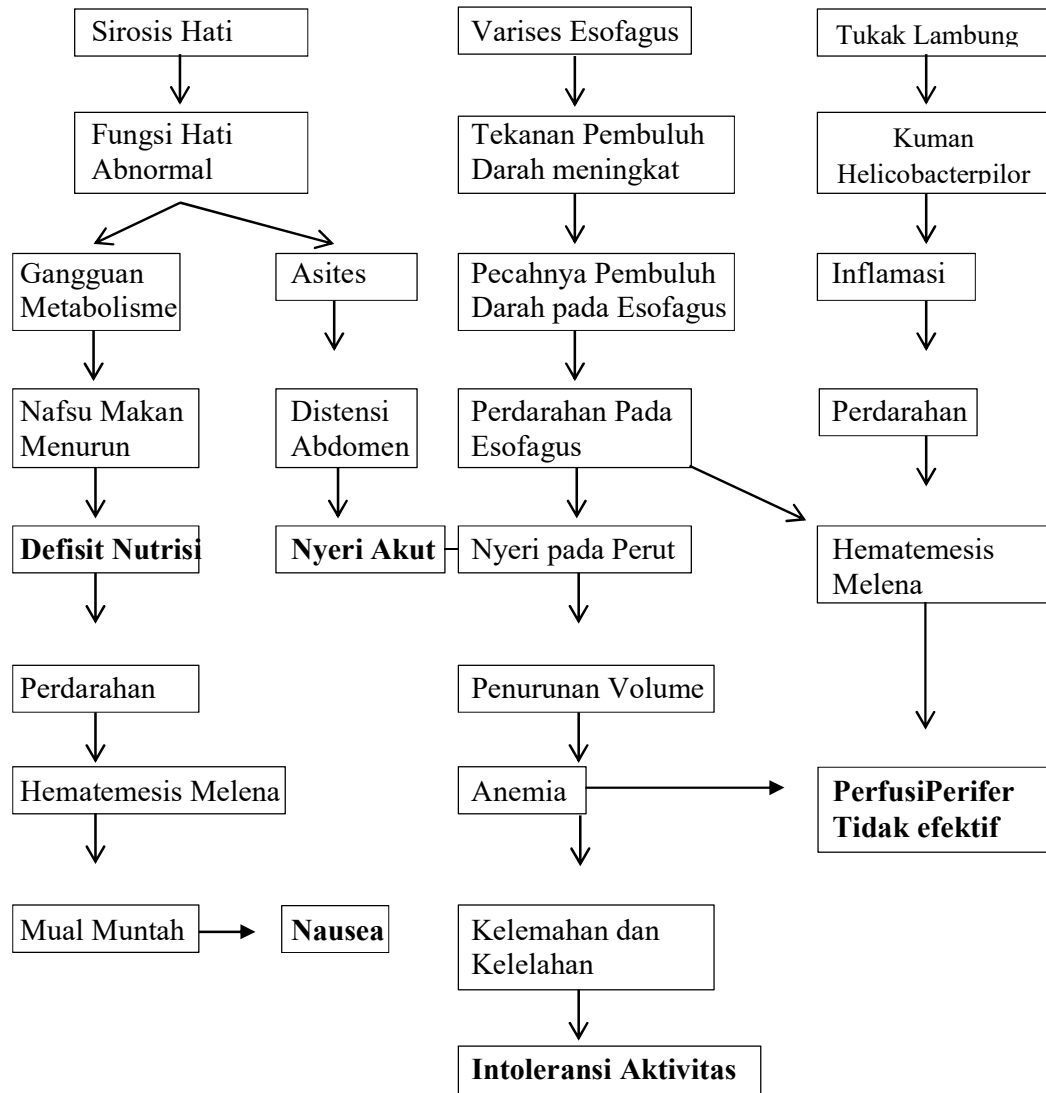 Sirosis Hati
Varises Esofagus
Tukak Lambung
Fungsi Hati
Abnormal
Tekanan Pembuluh
Darah meningkat
Kuman
Helicobacterpilor
Gangguan
Metabolisme
Asites
Pecahnya Pembuluh
Darah pada Esofagus
Inflamasi
Nafsu Makan
Menurun
Distensi
Abdomen
Perdarahan Pada
Esofagus
Perdarahan
Defisit Nutrisi
Nyeri Akut
Nyeri pada Perut
Hematemesis
Melena
Perdarahan
Penurunan Volume
Hematemesis Melena
Anemia
PerfusiPerifer
Tidak efektif
Mual Muntah
Nausea
Kelemahan dan
Kelelahan
Intoleransi Aktivitas